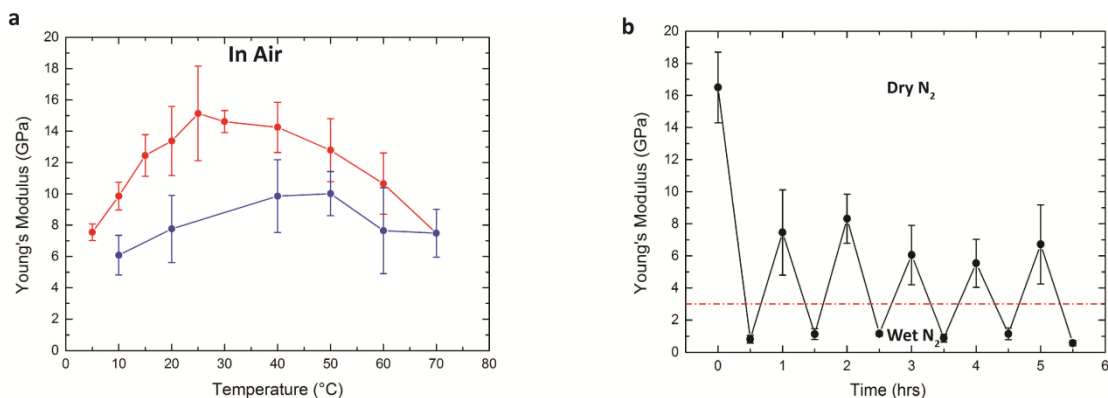 a
In Air
20
18
16
14
12
10
8
6
4
2
0
Young's Modulus (GPa)
0 10 20 30 40 50 60 70 80
Temperature (°C)
b
Dry N2
20
18
16
14
12
10
8
6
4
2
0
Young's Modulus (GPa)
Wet N2
0 1 2 3 4 5 6
Time (hrs)